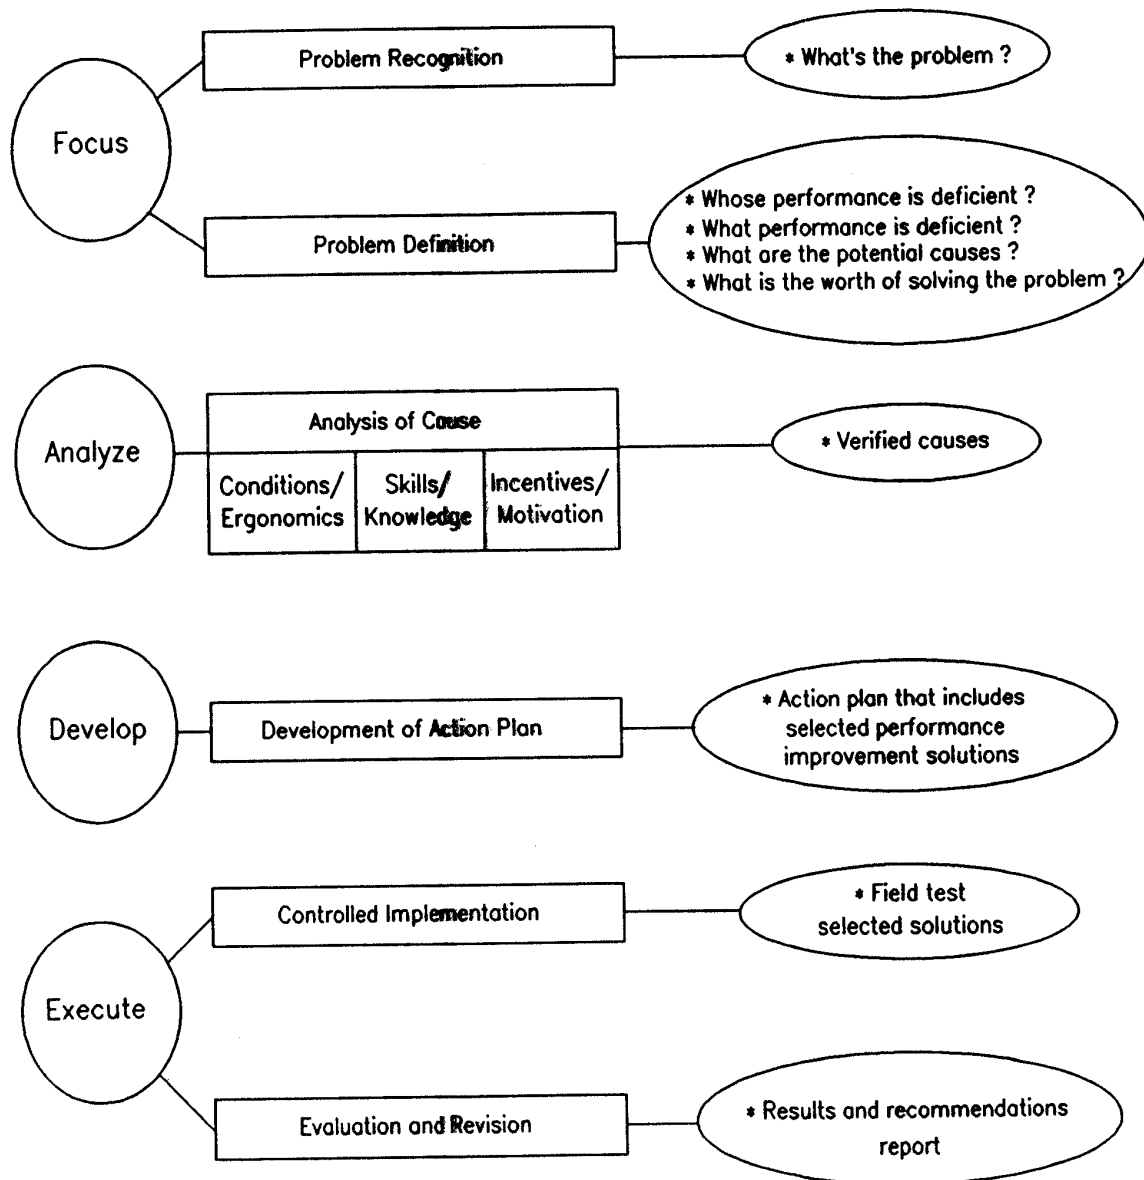 Focus
Problem Recognition
* What's the problem ?
Problem Definition
* Whose performance is deficient ?
* What performance is deficient ?
* What are the potential causes ?
* What is the worth of solving the problem ?
Analyze
Analysis of Cause
Conditions/
Ergonomics
Skills/
Knowledge
Incentives/
Motivation
* Verified causes
Develop
Development of Action Plan
* Action plan that includes
selected performance
improvement solutions
Execute
Controlled Implementation
* Field test
selected solutions
Evaluation and Revision
* Results and recommendations
report